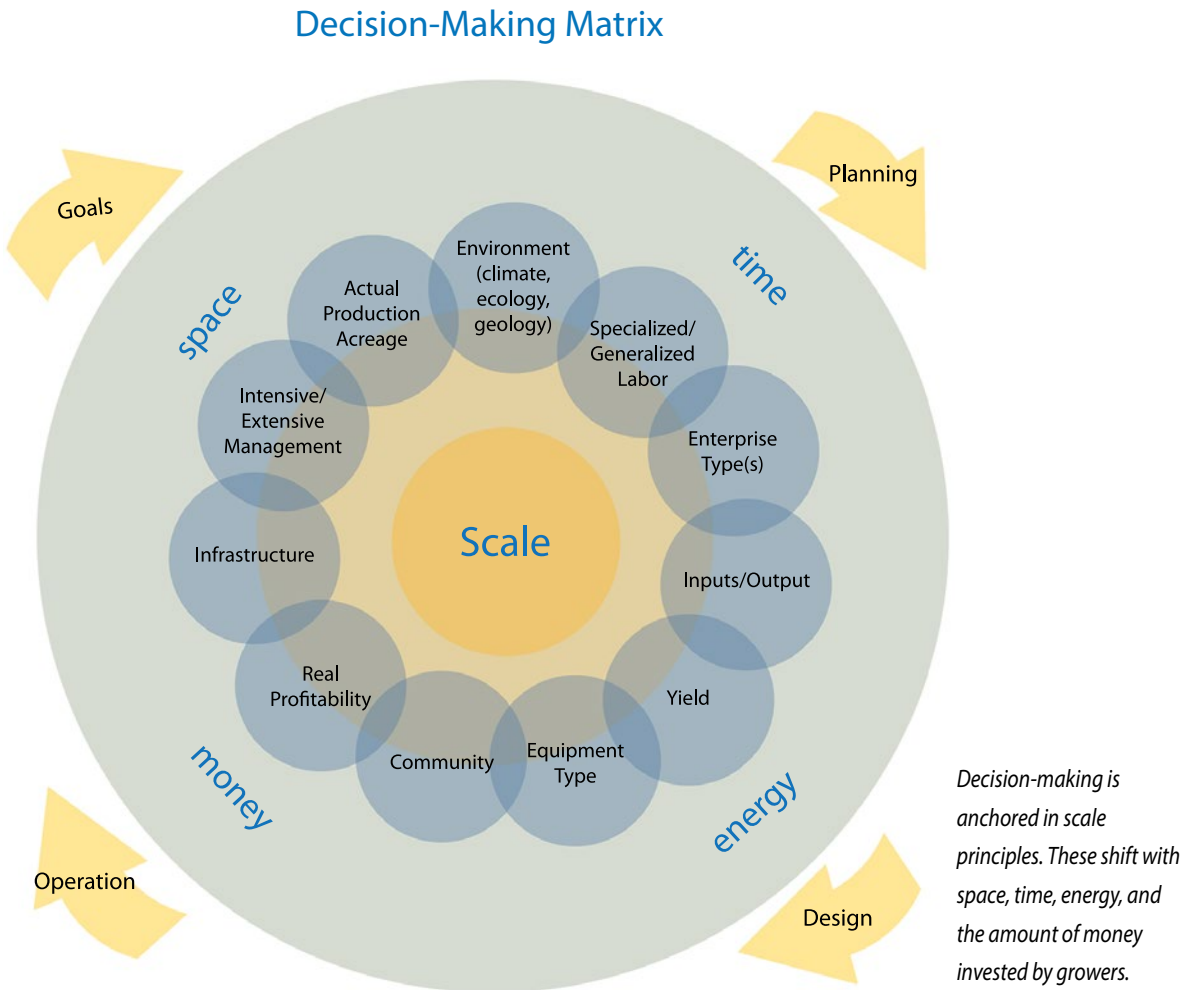 Decision-Making Matrix
Goals
Planning
space
time
Environment
(climate,
ecology,
geology)
Actual
Production
Acreage
Specialized/
Generalized
Labor
Intensive/
Extensive
Management
Enterprise
Type(s)
Infrastructure
Scale
Inputs/Output
Real
Profitability
Yield
Community
Equipment
Type
money
energy
Operation
Design
Decision-making is
anchored in scale
principles. These shift with
space, time, energy, and
the amount of money
invested by growers.